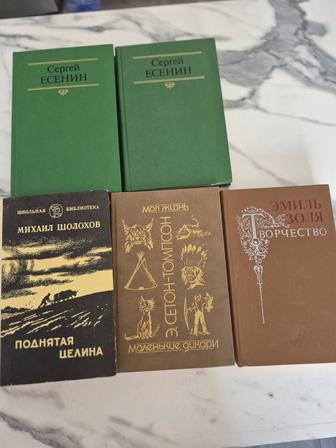 Сергей
ЕСЕНИН
Сергей
ЕСЕНИН
ШКОЛЬНАЯ БИБЛИОТЕКА
МИХАИЛ ШОЛОХОВ
ПОДНЯТАЯ
ЦЕЛИНА
МОЯ ЖИЗНЬ
Э. СЕТОН-ТОМПСОН
МАЛЕНЬКИЕ ДИКАРИ
ЭМИЛЬ
ЗОЛЯ
ТВОРЧЕСТВО